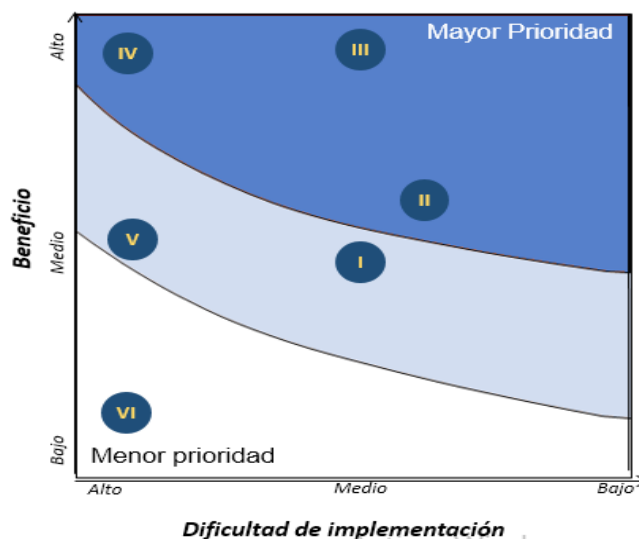 Mayor Prioridad
Alto
IV
III
II
Beneficio
Medio
V
I
VI
Bajo
Menor prioridad
Alto
Medio
Bajo
Dificultad de implementación